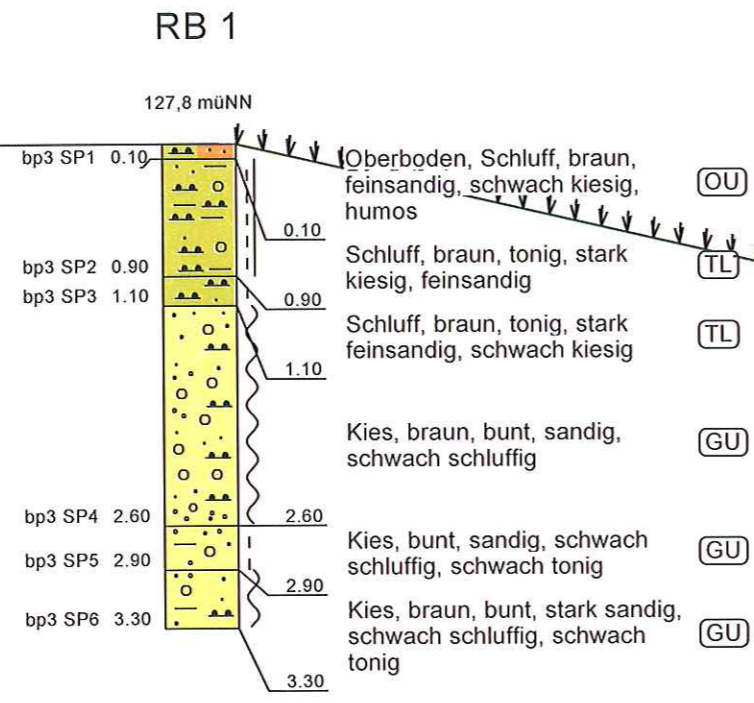 RB 1
127,8 müNN
bp3 SP1 0.10
Oberboden, Schluff, braun,
feinsandig, schwach kiesig,
humos
OU
0.10
Schluff, braun, tonig, stark
kiesig, feinsandig
TL
bp3 SP2 0.90
0.90
bp3 SP3 1.10
Schluff, braun, tonig, stark
feinsandig, schwach kiesig
TL
1.10
Kies, braun, bunt, sandig,
schwach schluffig
GU
bp3 SP4 2.60
2.60
Kies, bunt, sandig, schwach
schluffig, schwach tonig
GU
bp3 SP5 2.90
2.90
Kies, braun, bunt, stark sandig,
schwach schluffig, schwach
tonig
GU
bp3 SP6 3.30
3.30